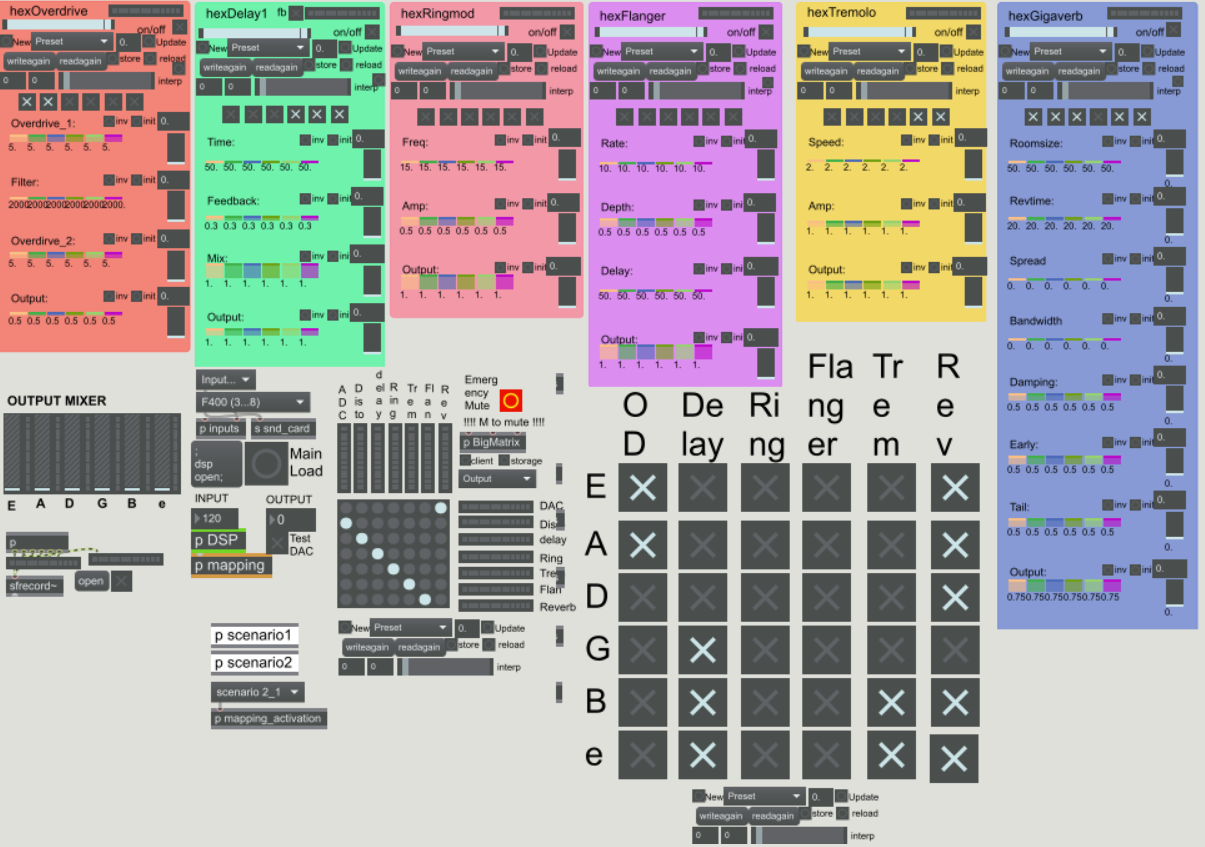 hexOverdrive
on/off
New Preset 0. Update
writeagain readagain store reload
0 0 interp
Overdrive_1: inv init 0.
5. 5. 5. 5. 5. 5.
Filter: inv init 0.
2000 2000 2000 2000 2000 2000.
Overdrive_2: inv init 0.
5. 5. 5. 5. 5. 5.
Output: inv init 0.
0.5 0.5 0.5 0.5 0.5 0.5
hexDelay1 fb
on/off
New Preset 0. Update
writeagain readagain store reload
0 0 interp
Time: inv init 0.
50. 50. 50. 50. 50. 50.
Feedback: inv init 0.
0.3 0.3 0.3 0.3 0.3 0.3
Mix: inv ini 0.
1. 1. 1. 1. 1. 1.
Output: inv ini 0.
1. 1. 1. 1. 1. 1.
hexRingmod
on/off
New Preset 0. Update
writeagain readagain store reload
0 0 interp
Freq: inv init 0.
15. 15. 15. 15. 15. 15.
Amp: inv init 0.
0.5 0.5 0.5 0.5 0.5 0.5
Output: inv init 0.
1. 1. 1. 1. 1. 1.
hexFlanger
on/off
New Preset 0. Update
writeagain readagain store reload
0 0 interp
Rate: inv ini 0.
10. 10. 10. 10. 10. 10.
Depth: inv ini 0.
0.5 0.5 0.5 0.5 0.5 0.5
Delay: inv ini 0.
50. 50. 50. 50. 50. 50.
Output: inv ini 0.
1. 1. 1. 1. 1. 1.
hexTremolo
on/off
New Preset 0. Update
writeagain readagain store reload
0 0 interp
Speed: inv init 0.
2. 2. 2. 2. 2. 2.
Amp: inv init 0.
1. 1. 1. 1. 1. 1.
Output: inv init 0.
1. 1. 1. 1. 1. 1.
hexGigaverb
on/off
New Preset 0. Update
writeagain readagain store reload
0 0 interp
Roomsize: inv init 0.
50. 50. 50. 50. 50. 50.
0.
Revtime: inv init 0.
20. 20. 20. 20. 20. 20.
0.
Spread inv init 0.
0. 0. 0. 0. 0. 0.
0.
Bandwidth inv init 0.
0. 0. 0. 0. 0. 0.
0.
Damping: inv init 0.
0.5 0.5 0.5 0.5 0.5 0.5
0.
Early: inv init 0.
0.5 0.5 0.5 0.5 0.5 0.5
0.
Tail: inv init 0.
0.5 0.5 0.5 0.5 0.5 0.5
0.
Output: inv init 0.
0.75 0.75 0.75 0.75 0.75 0.75
0.
OUTPUT MIXER
E A D G B e
p
sfrecord~
open
Input...
F400 (3...8)
p inputs s snd_card
;
dsp
open;
Main
Load
INPUT OUTPUT
120 0
p DSP
Test
DAC
p mapping
p scenario1
p scenario2
scenario 2_1
p mapping_activation
A
D
C
D
is
to
d
el
a
y
R
in
g
Tr
e
m
Fl
a
n
R
e
v
Emerg
ency
Mute
!!!! M to mute !!!!
p BigMatrix
client storage
Output
DAC
Dis
delay
Ring
Tre
Flan
Reverb
New Preset 0. Update
writeagain readagain store reload
0 0 interp
O
D
De
lay
Ri
ng
Fla
ng
er
Tr
e
m
R
e
v
E
A
D
G
B
e
New Preset 0. Update
writeagain readagain store reload
0 0 interp